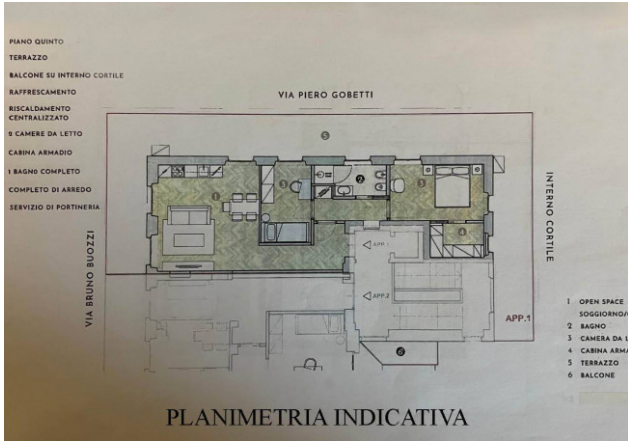 PIANO QUINTO
TERRAZZO
BALCONE SU INTERNO CORTILE
RAFFRESCAMENTO
RISCALDAMENTO
CENTRALIZZATO
2 CAMERE DA LETTO
CABINA ARMADIO
1 BAGNO COMPLETO
COMPLETO DI ARREDO
SERVIZIO DI PORTINERIA
VIA PIERO GOBETTI
5
1
3
2
3
4
VIA BRUNO BUOZZI
INTERNO CORTILE
APP. 1
APP.2
APP.1
6
1 OPEN SPACE
SOGGIORNO/
2 BAGNO
3 CAMERA DA L
4 CABINA ARMA
5 TERRAZZO
6 BALCONE
PLANIMETRIA INDICATIVA